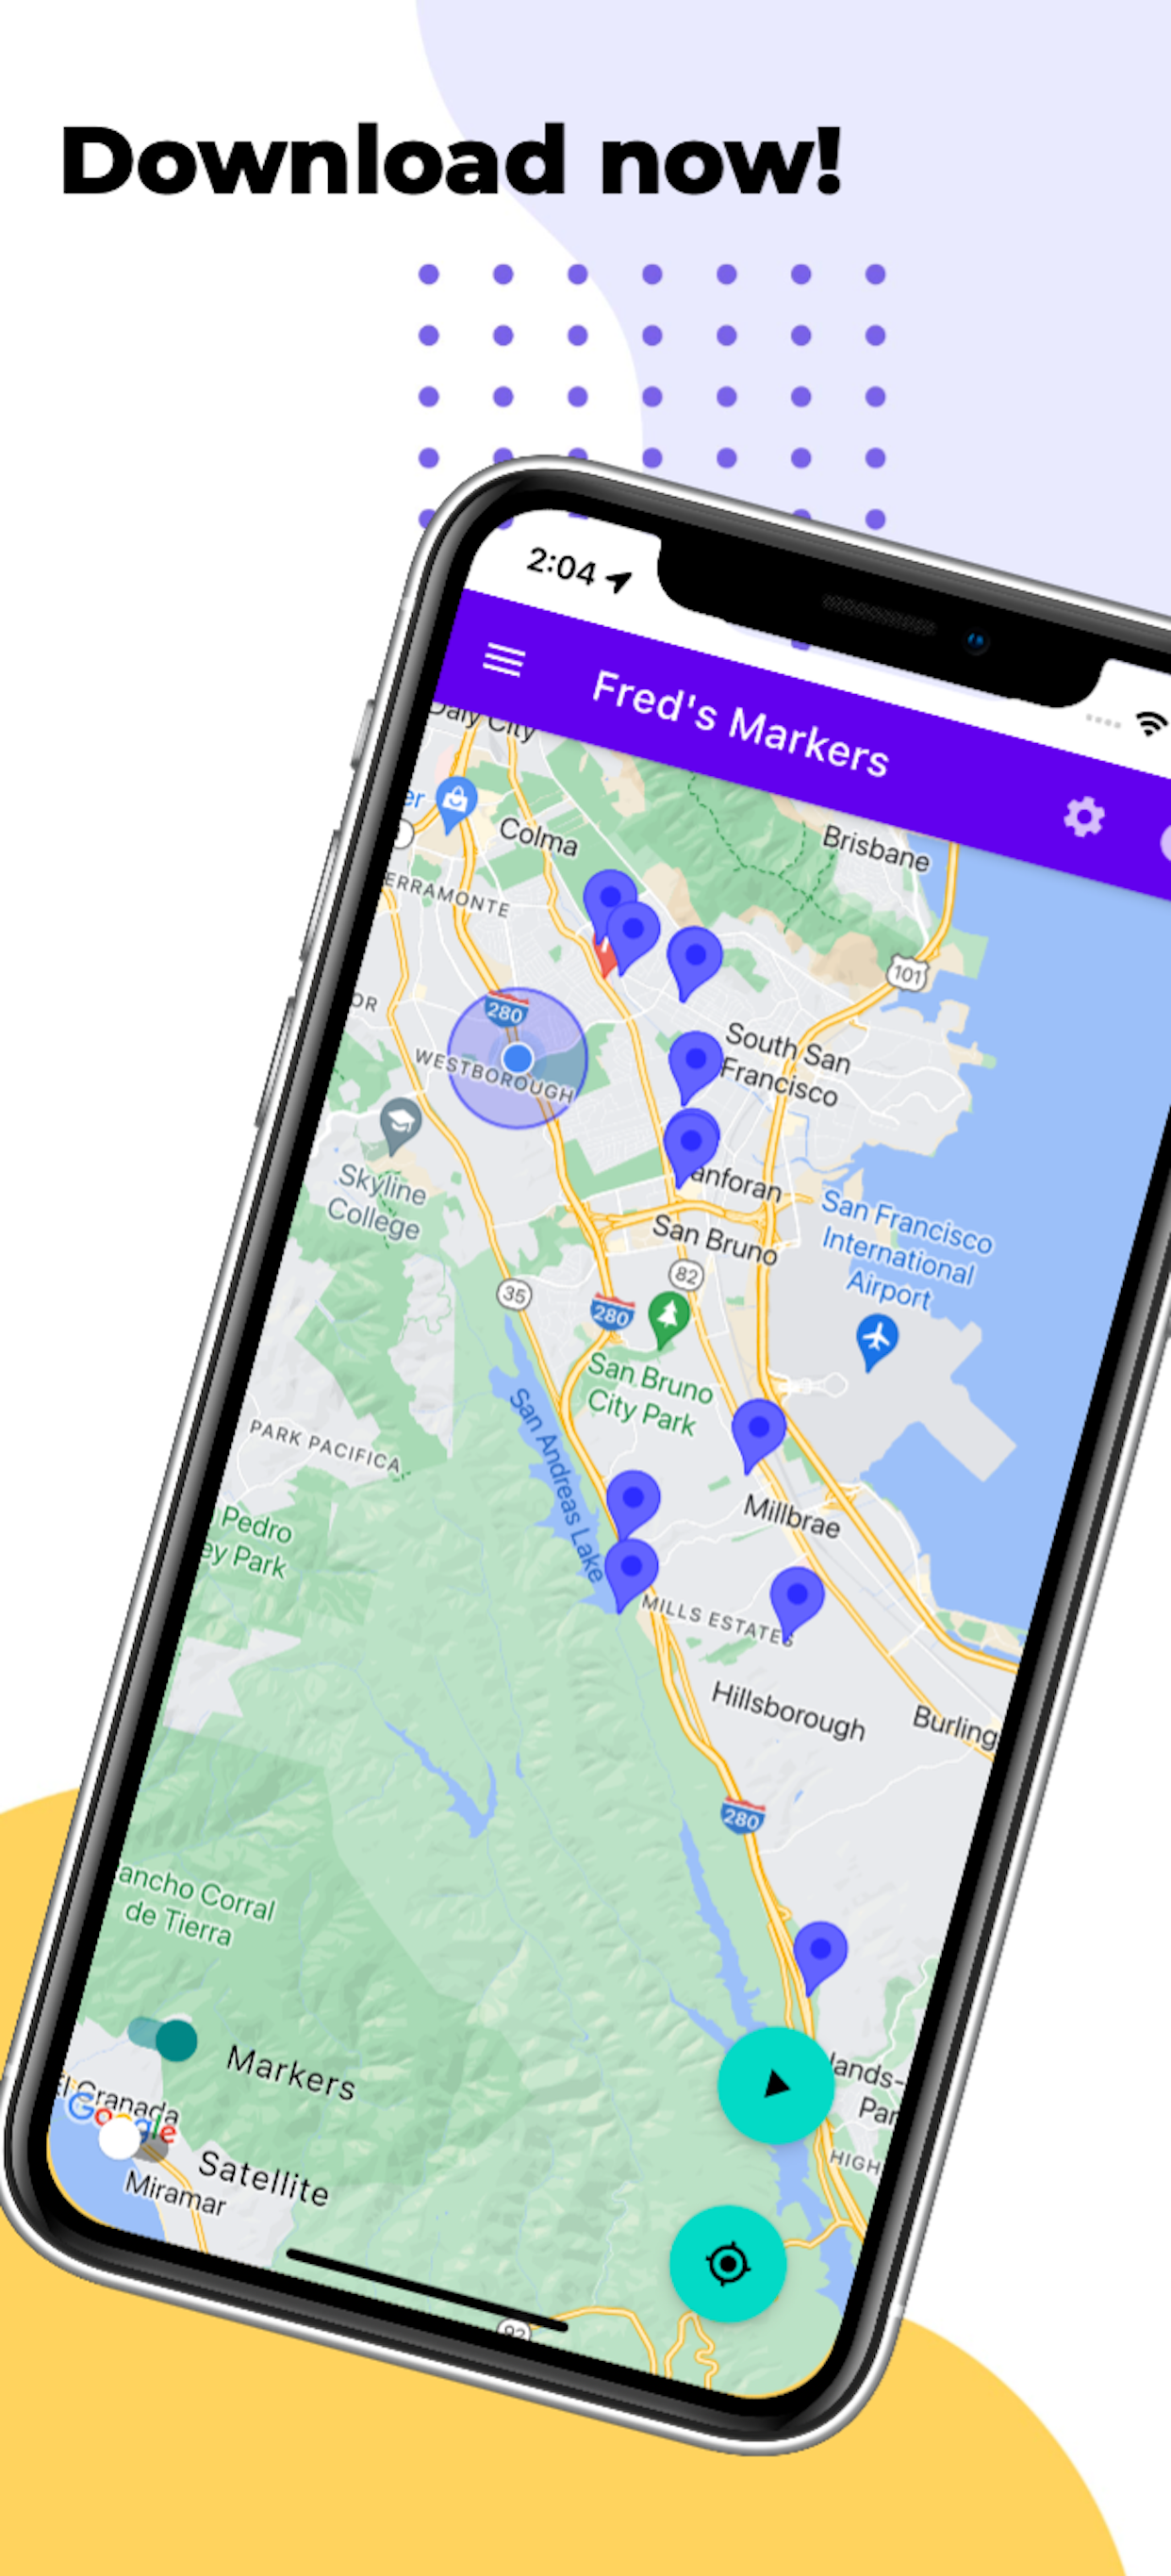 Download now!
2:04
Fred's Markers
Daly City
er
Colma
Brisbane
ERRAMONTE
101
OR
280
WESTBOROUGH
South San
Francisco
Skyline
College
anforan
San Bruno
San Francisco
International
Airport
82
35
280
San Bruno
City Park
San Andreas Lake
PARK PACIFICA
Millbrae
Pedro
ey Park
MILLS ESTATES
Hillsborough
Burling
280
ancho Corral
de Tierra
Markers
lands-
Par
El Granada
Google
HIGH
Satellite
Miramar
92